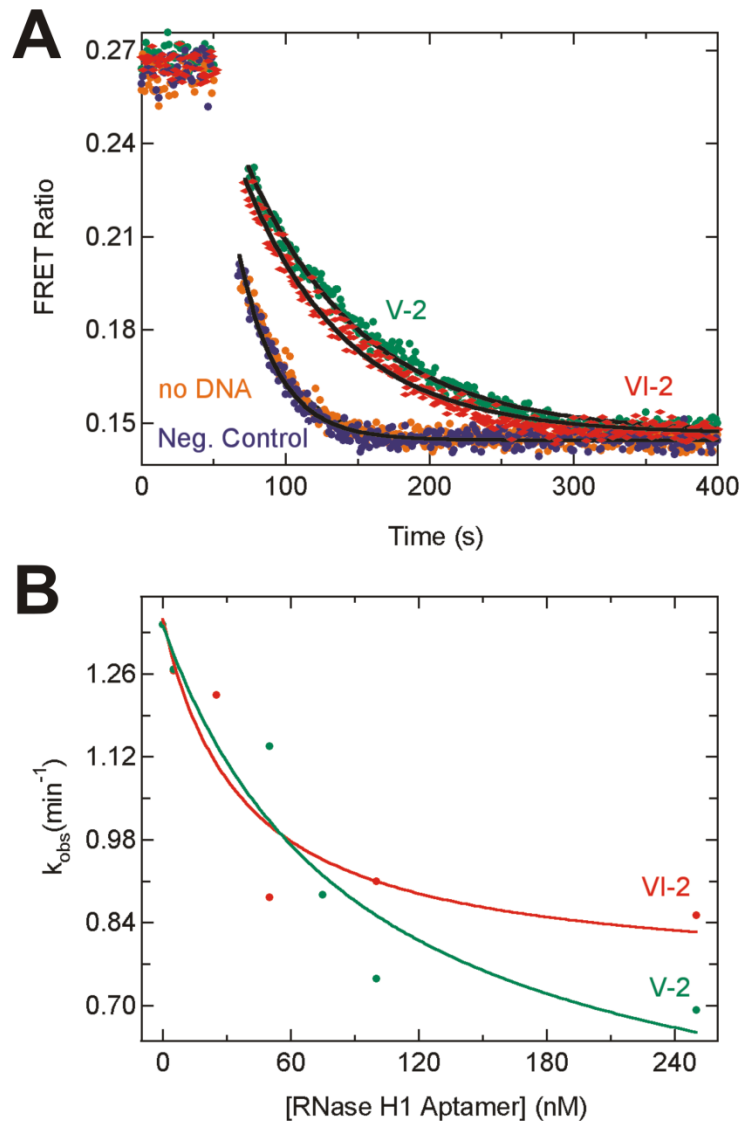 A
0.27
0.24
0.21
0.18
0.15
FRET Ratio
V-2
VI-2
no DNA
Neg. Control
0 100 200 300 400
Time (s)
B
1.26
1.12
0.98
0.84
0.70
kobs(min-1)
VI-2
V-2
0 60 120 180 240
[RNase H1 Aptamer] (nM)